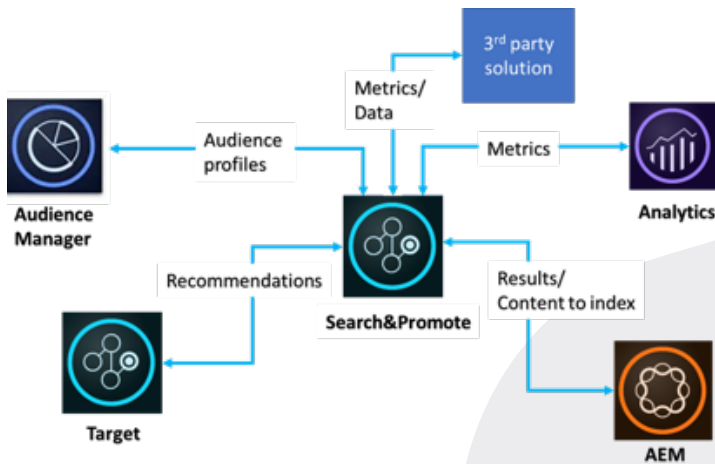 3rd party
solution
Metrics/
Data
Audience
profiles
Metrics
Audience
Manager
Analytics
Recommendations
Results/
Content to index
Search&Promote
Target
AEM